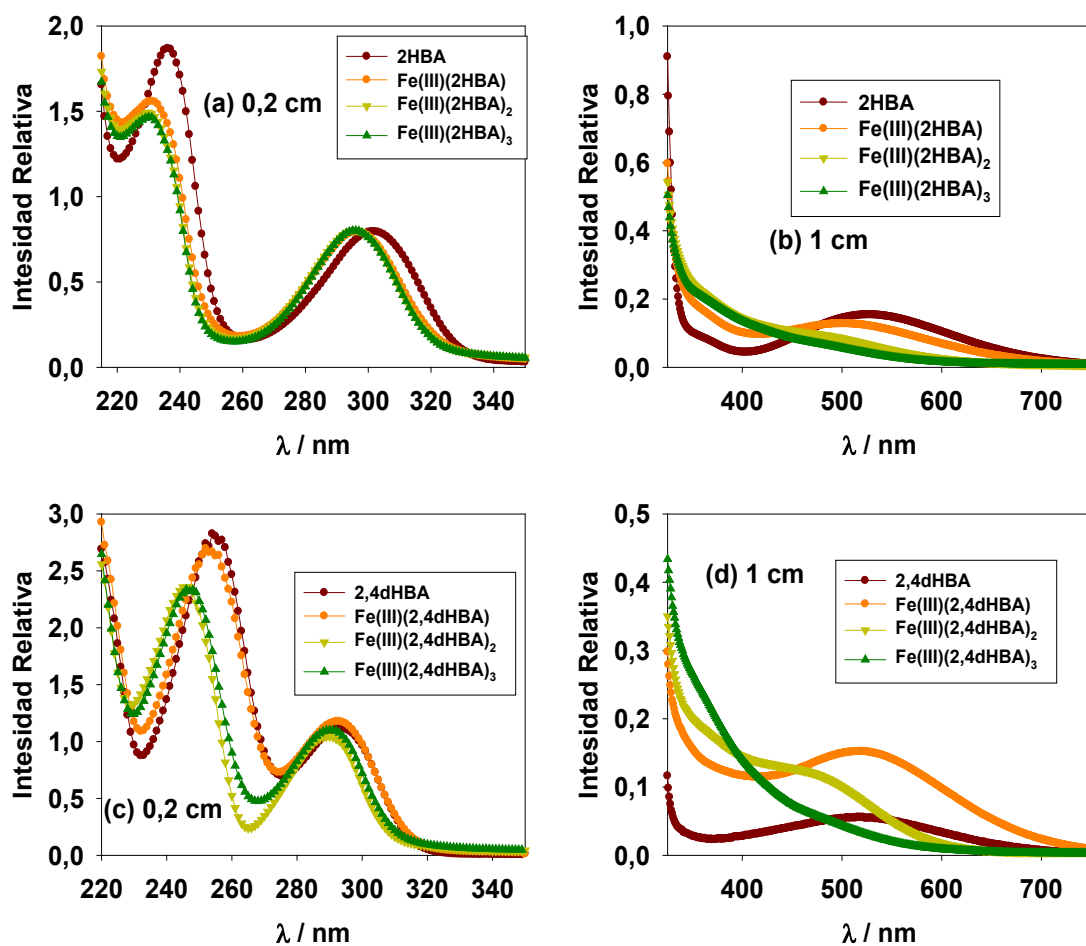 2,0
1,5
1,0
0,5
0,0
Intesidad Relativa
(a) 0,2 cm
2HBA
Fe(III)(2HBA)
Fe(III)(2HBA)2
Fe(III)(2HBA)3
220 240 260 280 300 320 340
λ / nm
1,0
0,8
0,6
0,4
0,2
0,0
Intesidad Relativa
2HBA
Fe(III)(2HBA)
Fe(III)(2HBA)2
Fe(III)(2HBA)3
(b) 1 cm
400 500 600 700
λ / nm
3,0
2,5
2,0
1,5
1,0
0,5
0,0
Intesidad Relativa
2,4dHBA
Fe(III)(2,4dHBA)
Fe(III)(2,4dHBA)2
Fe(III)(2,4dHBA)3
(c) 0,2 cm
220 240 260 280 300 320 340
λ / nm
0,5
0,4
0,3
0,2
0,1
0,0
Intesidad Relativa
(d) 1 cm
2,4dHBA
Fe(III)(2,4dHBA)
Fe(III)(2,4dHBA)2
Fe(III)(2,4dHBA)3
400 500 600 700
λ / nm